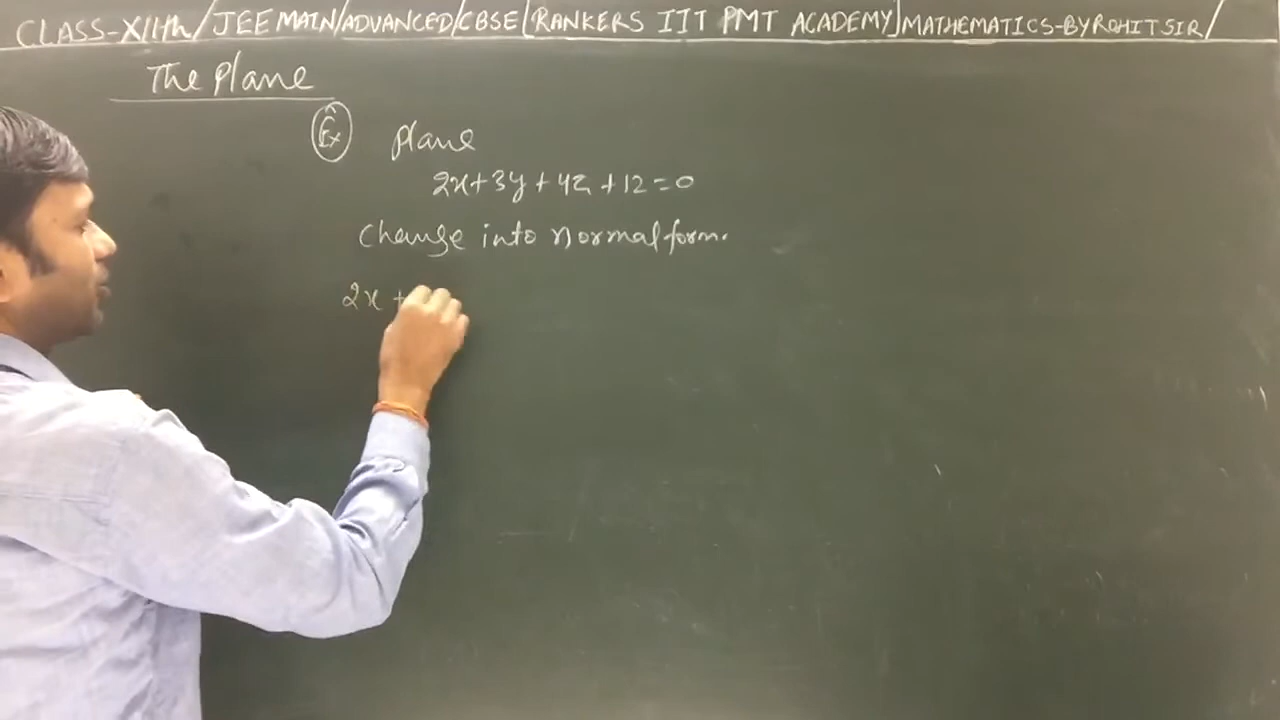 CLASS-XIIth/JEE MAIN/ADVANCED/CBSE[RANKERS IIT PMT ACADEMY]MATHEMATICS-BY ROHIT SIR/
The Plane
Ex Plane
2x+3y+4z+12=0
Change into normal form.
2x +